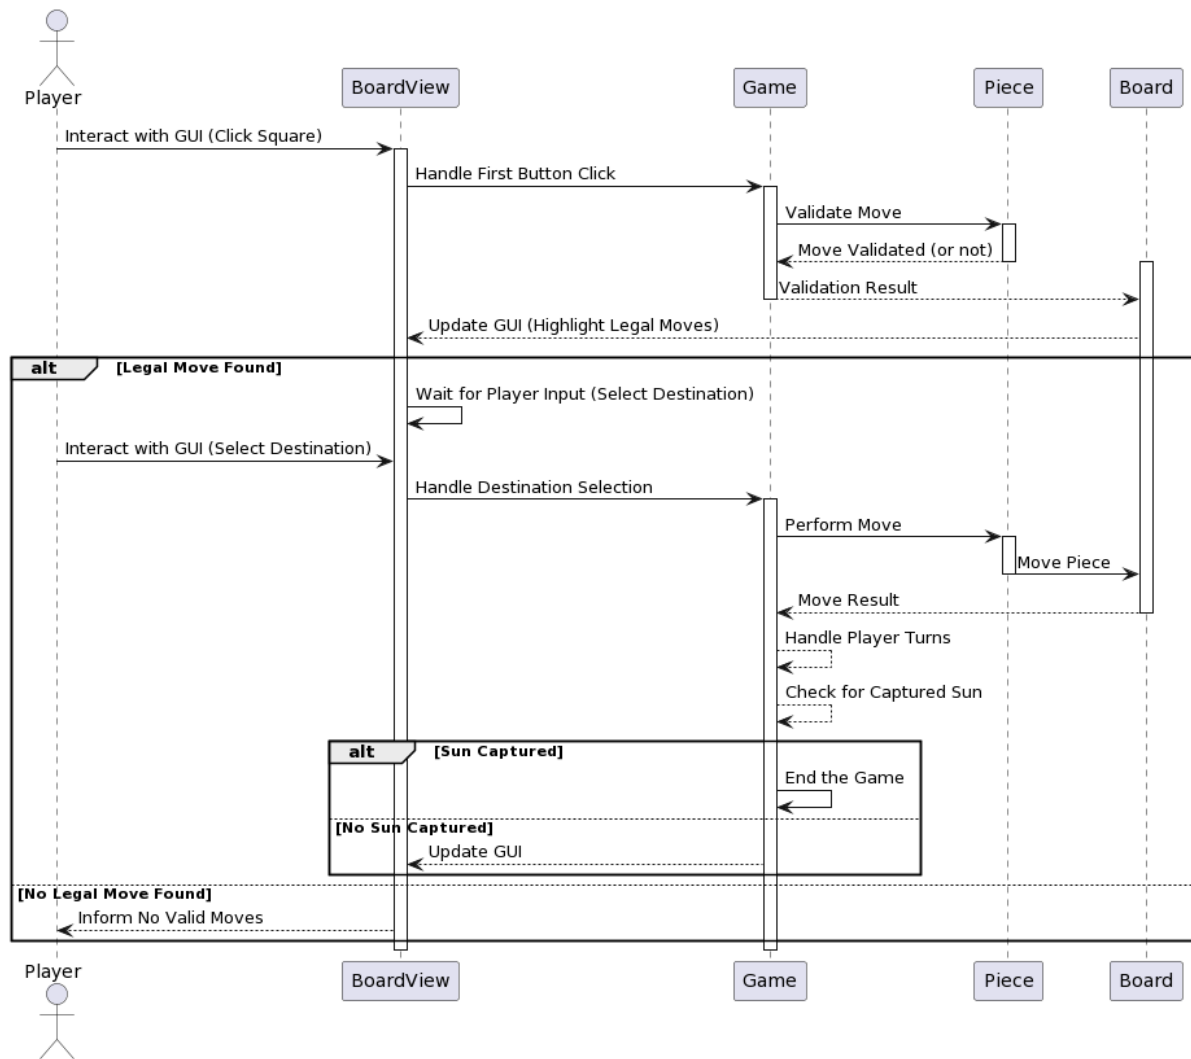 Player
BoardView
Game
Piece
Board
Interact with GUI (Click Square)
Handle First Button Click
Validate Move
Move Validated (or not)
Validation Result
Update GUI (Highlight Legal Moves)
alt
[Legal Move Found]
Wait for Player Input (Select Destination)
Interact with GUI (Select Destination)
Handle Destination Selection
Perform Move
Move Piece
Move Result
Handle Player Turns
Check for Captured Sun
alt
[Sun Captured]
End the Game
[No Sun Captured]
Update GUI
[No Legal Move Found]
Inform No Valid Moves
Player
BoardView
Game
Piece
Board